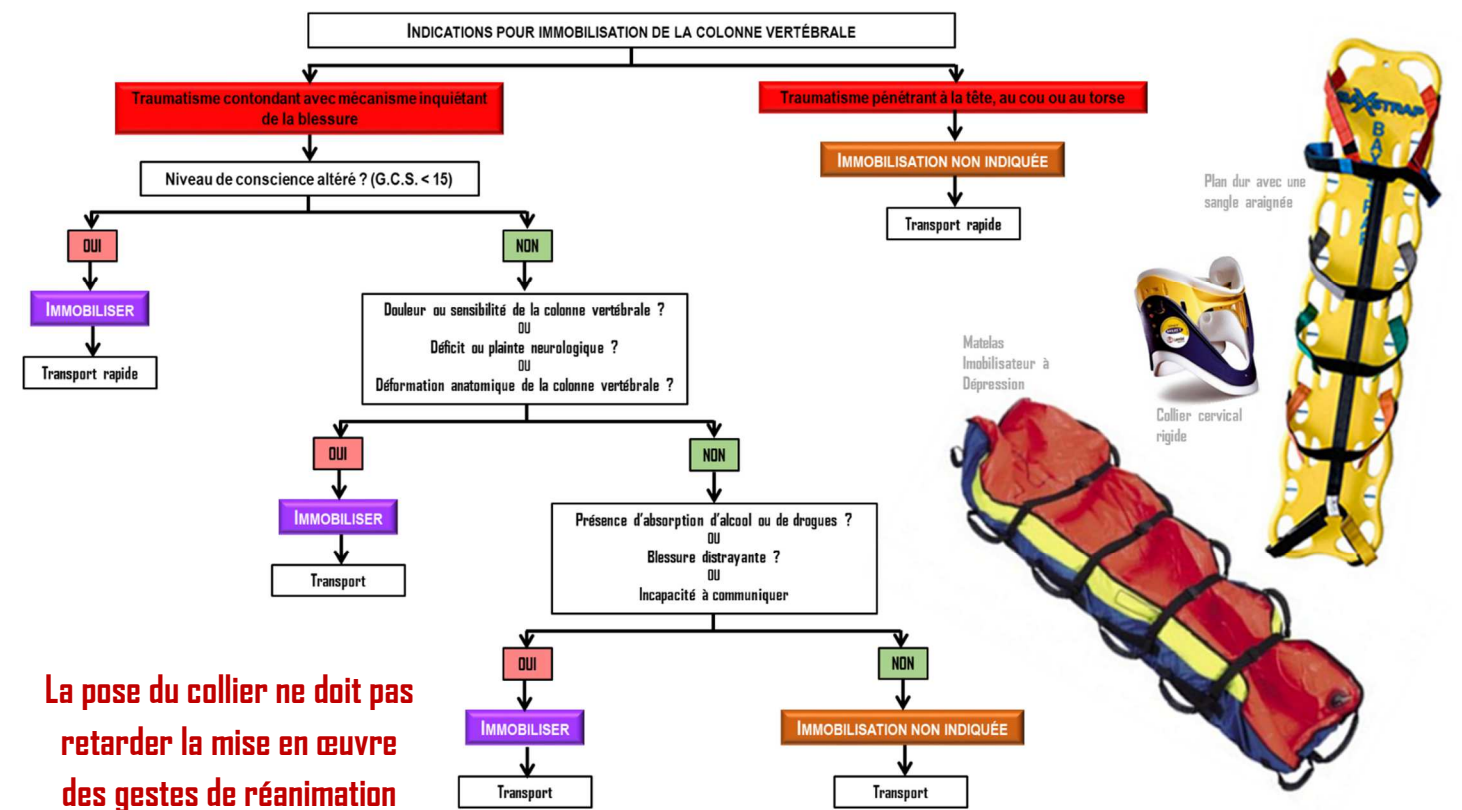 INDICATIONS POUR IMMOBILISATION DE LA COLONNE VERTÉBRALE
Traumatisme contondant avec mécanisme inquiétant
de la blessure
Traumatisme pénétrant à la tête, au cou ou au torse
Niveau de conscience altéré ? (G.C.S. < 15)
IMMOBILISATION NON INDIQUÉE
Transport rapide
OUI
NON
IMMOBILISER
Transport rapide
Douleur ou sensibilité de la colonne vertébrale ?
OU
Déficit ou plainte neurologique ?
OU
Déformation anatomique de la colonne vertébrale ?
OUI
NON
IMMOBILISER
Transport
Présence d'absorption d'alcool ou de drogues ?
OU
Blessure distrayante ?
OU
Incapacité à communiquer
OUI
NON
IMMOBILISER
IMMOBILISATION NON INDIQUÉE
Transport
Transport
La pose du collier ne doit pas
retarder la mise en œuvre
des gestes de réanimation
Plan dur avec une
sangle araignée
BAXSTRAP
Matelas
Imobilisateur à
Dépression
Collier cervical
rigide